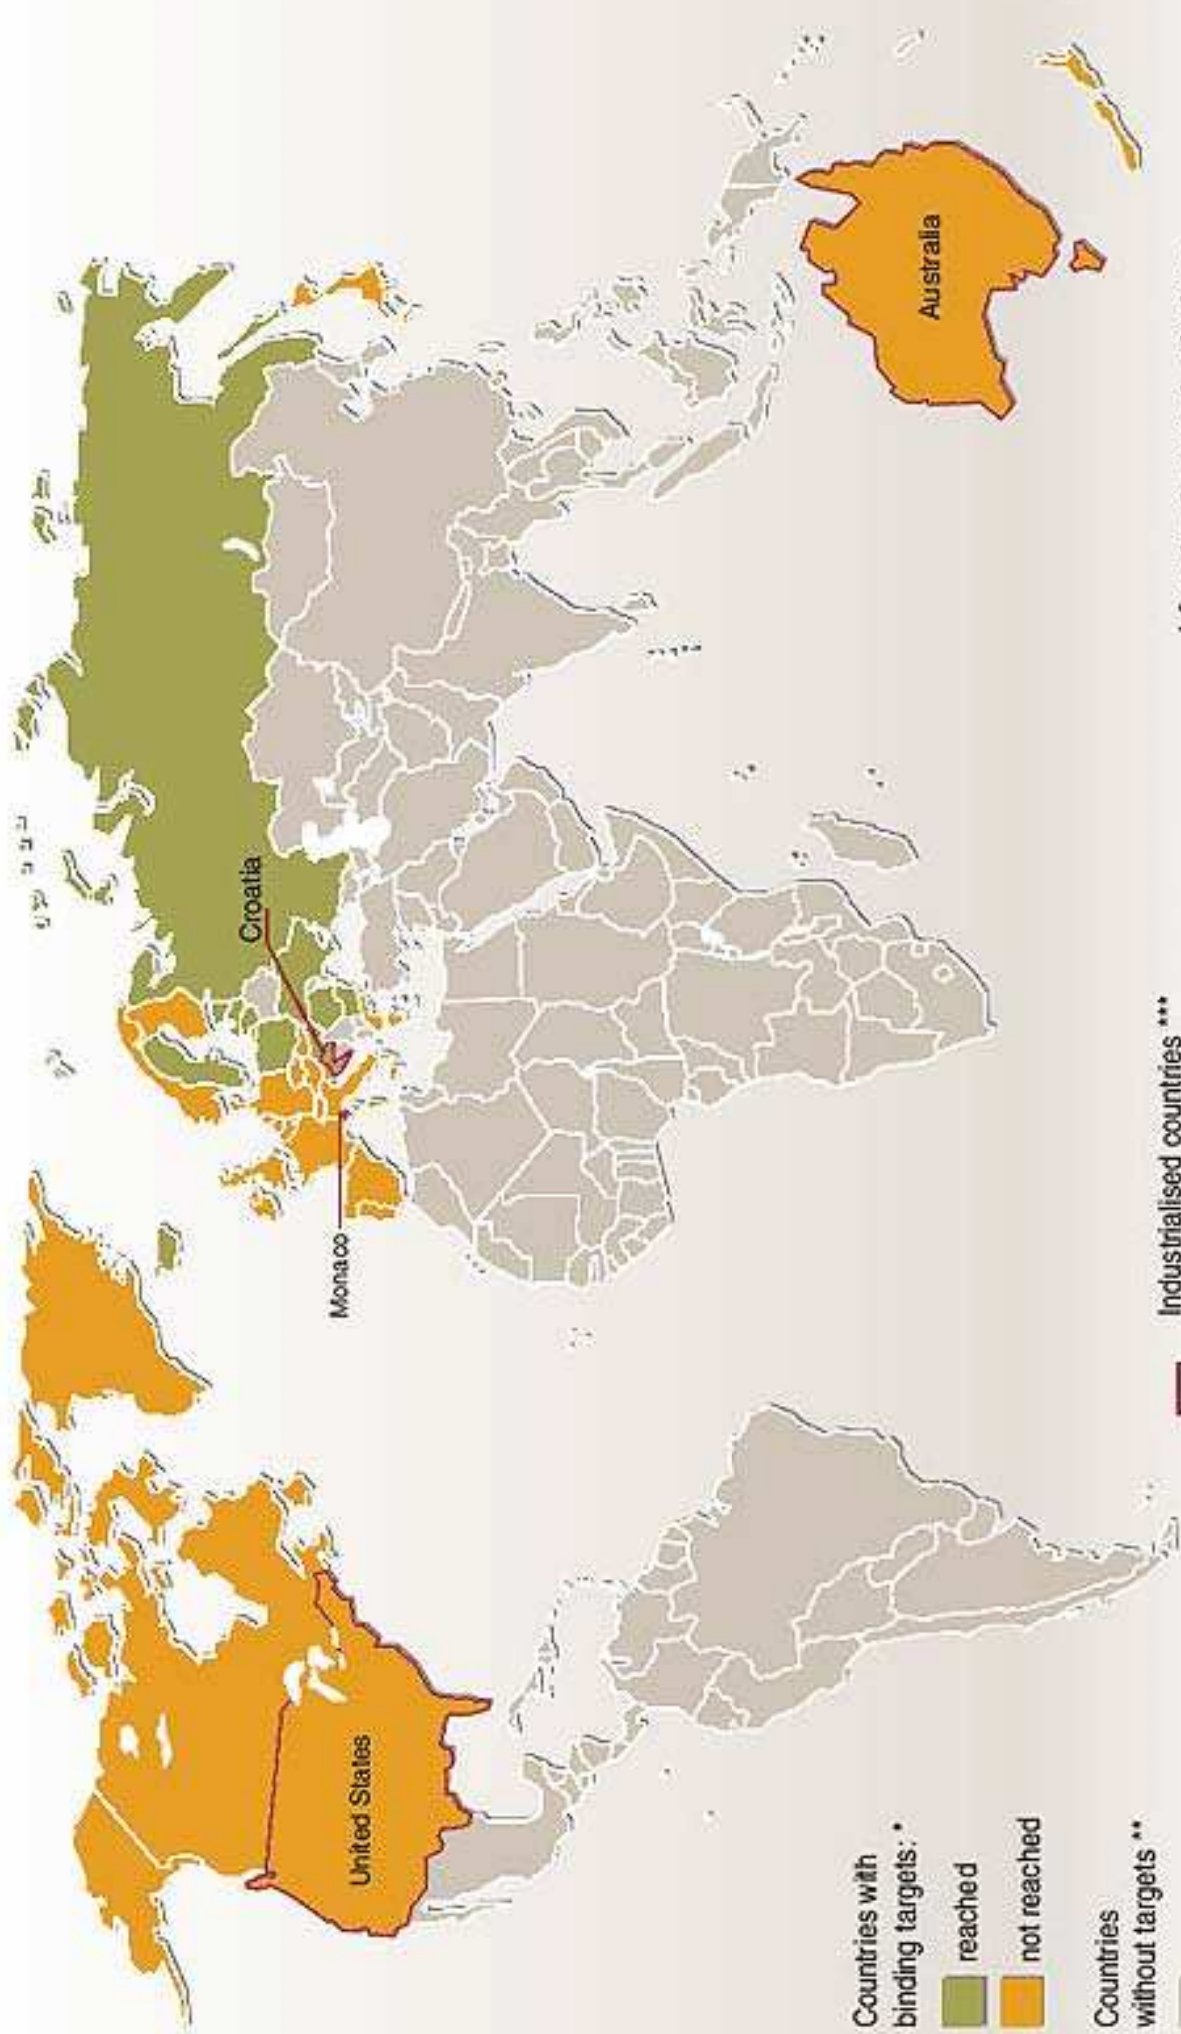 Croatia
Monaco
United States
Australia
Countries with
binding targets: *
reached
not reached
Countries
without targets **
Industrialised countries ***